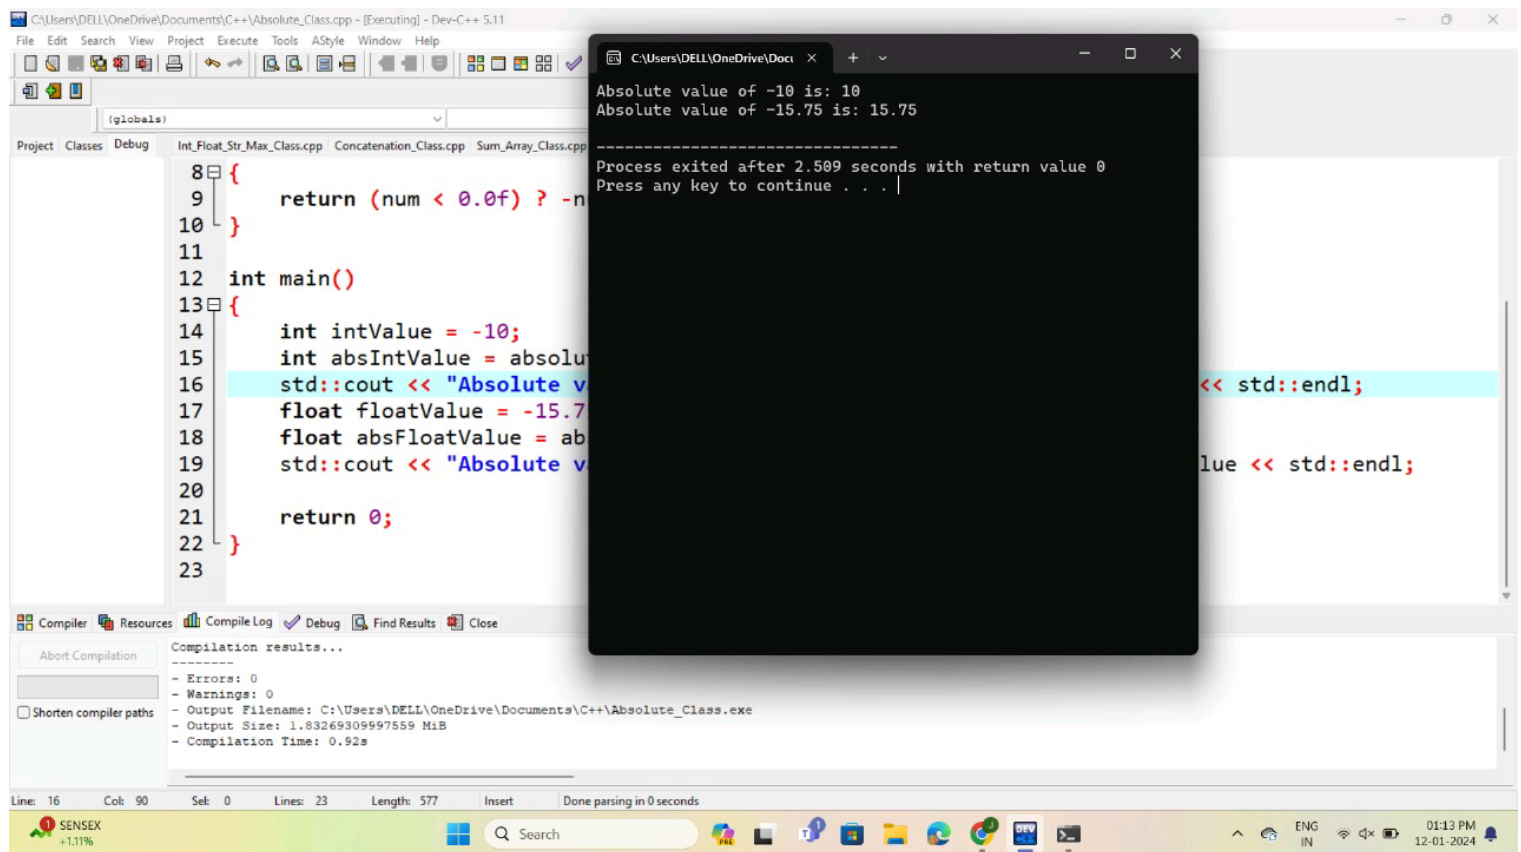 C:\Users\DELL\OneDrive\Documents\C++\Absolute_Class.cpp - [Executing] - Dev-C++ 5.11
File Edit Search View Project Execute Tools AStyle Window Help
(globals)
Project Classes Debug
Int_Float_Str_Max_Class.cpp Concatenation_Class.cpp Sum_Array_Class.cpp
8 {
9 return (num < 0.0f) ? -n
10 }
11
12 int main()
13 {
14 int intValue = -10;
15 int absIntValue = absolu
16 std::cout << "Absolute v << std::endl;
17 float floatValue = -15.7
18 float absFloatValue = ab
19 std::cout << "Absolute v lue << std::endl;
20
21 return 0;
22 }
23
C:\Users\DELL\OneDrive\Doc
Absolute value of -10 is: 10
Absolute value of -15.75 is: 15.75
--------------------------------
Process exited after 2.509 seconds with return value 0
Press any key to continue . . .
Compiler Resources Compile Log Debug Find Results Close
Abort Compilation
Shorten compiler paths
Compilation results...
--------
- Errors: 0
- Warnings: 0
- Output Filename: C:\Users\DELL\OneDrive\Documents\C++\Absolute_Class.exe
- Output Size: 1.83269309997559 MiB
- Compilation Time: 0.92s
Line: 16 Col: 90 Sel: 0 Lines: 23 Length: 577 Insert Done parsing in 0 seconds
1
SENSEX
+1.11%
Search
PRE
1
J
DEV
ENG
IN
01:13 PM
12-01-2024